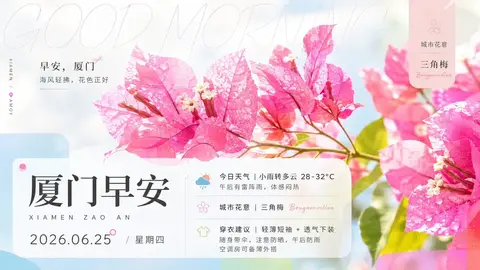 GOOD MORNING
早安，厦门
海风轻拂，花色正好
XIAMEN
城市花意
三角梅
Bougainvillea
厦门早安
XIAMEN ZAO AN
2026.06.25 / 星期四
今日天气 | 小雨转多云 28-32°C
午后有雷阵雨，体感闷热
城市花意 | 三角梅 Bougainvillea
穿衣建议 | 轻薄短袖 + 透气下装
随身带伞，注意防晒，午后防雨
空调房可备薄外搭